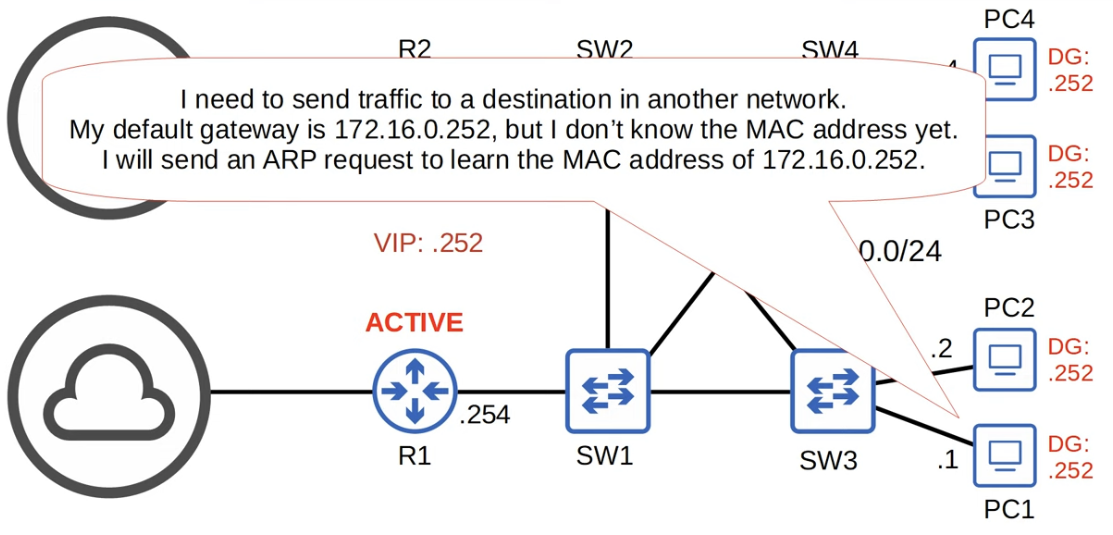 PC4
R2
SW2
SW4
DG:
.252
I need to send traffic to a destination in another network.
My default gateway is 172.16.0.252, but I don’t know the MAC address yet.
I will send an ARP request to learn the MAC address of 172.16.0.252.
DG:
.252
PC3
VIP: .252
0.0/24
PC2
ACTIVE
.2
DG:
.252
.254
R1
SW1
SW3
.1
DG:
.252
PC1